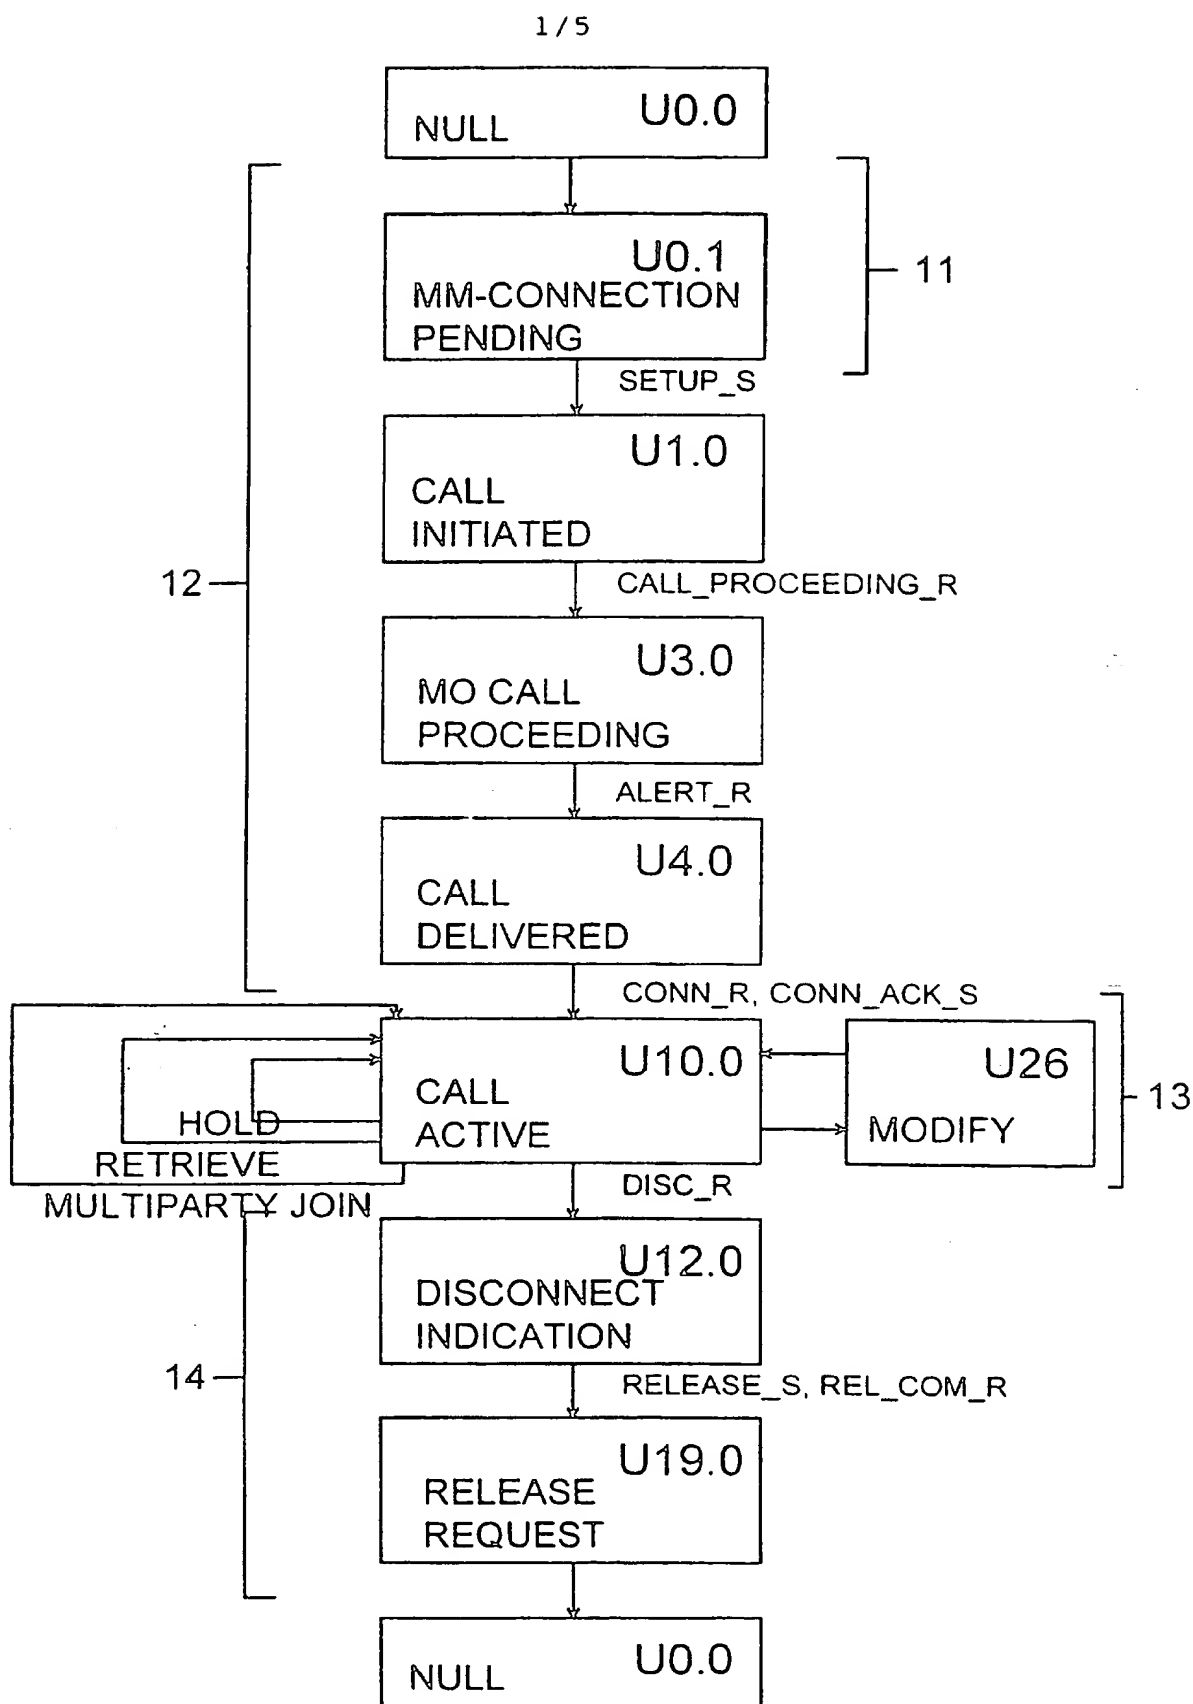 1/5
U0.0
NULL
U0.1
MM-CONNECTION
PENDING
11
SETUP_S
U1.0
CALL
INITIATED
12
CALL_PROCEEDING_R
U3.0
MO CALL
PROCEEDING
ALERT_R
U4.0
CALL
DELIVERED
CONN_R, CONN_ACK_S
U10.0
CALL
ACTIVE
U26
MODIFY
13
HOLD
RETRIEVE
MULTIPARTY JOIN
DISC_R
U12.0
DISCONNECT
INDICATION
14
RELEASE_S, REL_COM_R
U19.0
RELEASE
REQUEST
U0.0
NULL